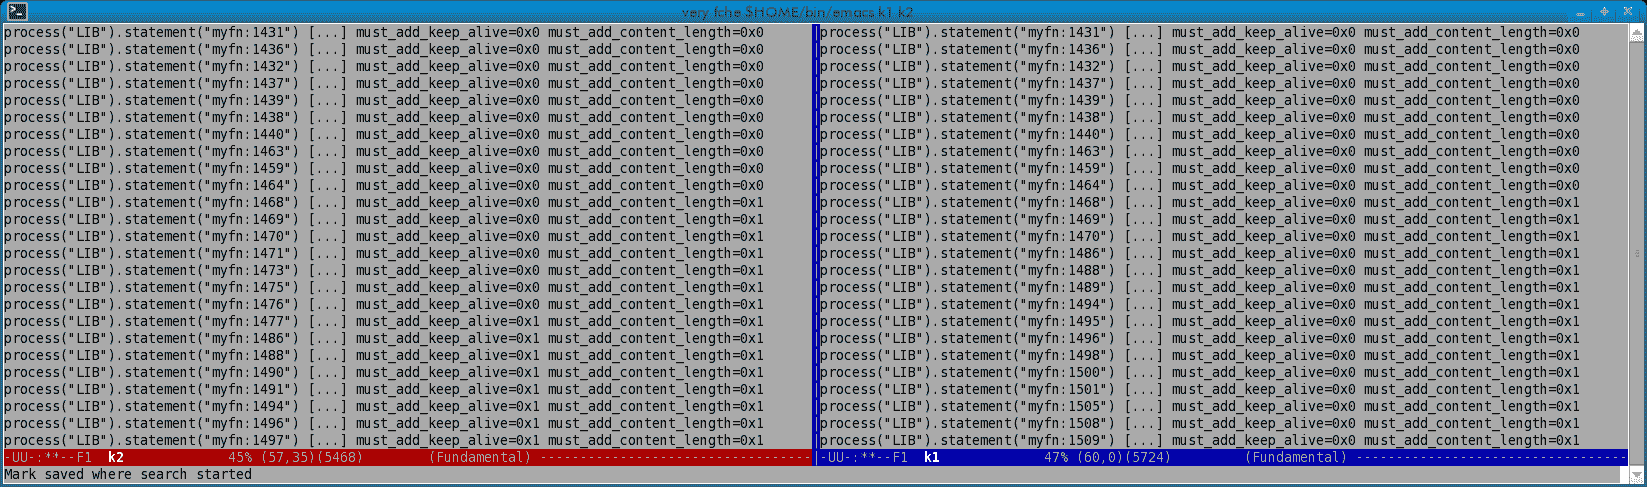 very fche $HOME/bin/emacs k1 k2
process("LIB").statement("myfn:1431") [...] must_add_keep_alive=0x0 must_add_content_length=0x0
process("LIB").statement("myfn:1436") [...] must_add_keep_alive=0x0 must_add_content_length=0x0
process("LIB").statement("myfn:1432") [...] must_add_keep_alive=0x0 must_add_content_length=0x0
process("LIB").statement("myfn:1437") [...] must_add_keep_alive=0x0 must_add_content_length=0x0
process("LIB").statement("myfn:1439") [...] must_add_keep_alive=0x0 must_add_content_length=0x0
process("LIB").statement("myfn:1438") [...] must_add_keep_alive=0x0 must_add_content_length=0x0
process("LIB").statement("myfn:1440") [...] must_add_keep_alive=0x0 must_add_content_length=0x0
process("LIB").statement("myfn:1463") [...] must_add_keep_alive=0x0 must_add_content_length=0x0
process("LIB").statement("myfn:1459") [...] must_add_keep_alive=0x0 must_add_content_length=0x0
process("LIB").statement("myfn:1464") [...] must_add_keep_alive=0x0 must_add_content_length=0x0
process("LIB").statement("myfn:1468") [...] must_add_keep_alive=0x0 must_add_content_length=0x1
process("LIB").statement("myfn:1469") [...] must_add_keep_alive=0x0 must_add_content_length=0x1
process("LIB").statement("myfn:1470") [...] must_add_keep_alive=0x0 must_add_content_length=0x1
process("LIB").statement("myfn:1471") [...] must_add_keep_alive=0x0 must_add_content_length=0x1
process("LIB").statement("myfn:1473") [...] must_add_keep_alive=0x0 must_add_content_length=0x1
process("LIB").statement("myfn:1475") [...] must_add_keep_alive=0x0 must_add_content_length=0x1
process("LIB").statement("myfn:1476") [...] must_add_keep_alive=0x0 must_add_content_length=0x1
process("LIB").statement("myfn:1477") [...] must_add_keep_alive=0x1 must_add_content_length=0x1
process("LIB").statement("myfn:1486") [...] must_add_keep_alive=0x1 must_add_content_length=0x1
process("LIB").statement("myfn:1488") [...] must_add_keep_alive=0x1 must_add_content_length=0x1
process("LIB").statement("myfn:1490") [...] must_add_keep_alive=0x1 must_add_content_length=0x1
process("LIB").statement("myfn:1491") [...] must_add_keep_alive=0x1 must_add_content_length=0x1
process("LIB").statement("myfn:1494") [...] must_add_keep_alive=0x1 must_add_content_length=0x1
process("LIB").statement("myfn:1496") [...] must_add_keep_alive=0x1 must_add_content_length=0x1
process("LIB").statement("myfn:1497") [...] must_add_keep_alive=0x1 must_add_content_length=0x1
-UU-:**--F1 k2 45% (57,35)(5468) (Fundamental) ----------------------------------
process("LIB").statement("myfn:1431") [...] must_add_keep_alive=0x0 must_add_content_length=0x0
process("LIB").statement("myfn:1436") [...] must_add_keep_alive=0x0 must_add_content_length=0x0
process("LIB").statement("myfn:1432") [...] must_add_keep_alive=0x0 must_add_content_length=0x0
process("LIB").statement("myfn:1437") [...] must_add_keep_alive=0x0 must_add_content_length=0x0
process("LIB").statement("myfn:1439") [...] must_add_keep_alive=0x0 must_add_content_length=0x0
process("LIB").statement("myfn:1438") [...] must_add_keep_alive=0x0 must_add_content_length=0x0
process("LIB").statement("myfn:1440") [...] must_add_keep_alive=0x0 must_add_content_length=0x0
process("LIB").statement("myfn:1463") [...] must_add_keep_alive=0x0 must_add_content_length=0x0
process("LIB").statement("myfn:1459") [...] must_add_keep_alive=0x0 must_add_content_length=0x0
process("LIB").statement("myfn:1464") [...] must_add_keep_alive=0x0 must_add_content_length=0x0
process("LIB").statement("myfn:1468") [...] must_add_keep_alive=0x0 must_add_content_length=0x1
process("LIB").statement("myfn:1469") [...] must_add_keep_alive=0x0 must_add_content_length=0x1
process("LIB").statement("myfn:1470") [...] must_add_keep_alive=0x0 must_add_content_length=0x1
process("LIB").statement("myfn:1486") [...] must_add_keep_alive=0x0 must_add_content_length=0x1
process("LIB").statement("myfn:1488") [...] must_add_keep_alive=0x0 must_add_content_length=0x1
process("LIB").statement("myfn:1489") [...] must_add_keep_alive=0x0 must_add_content_length=0x1
process("LIB").statement("myfn:1494") [...] must_add_keep_alive=0x0 must_add_content_length=0x1
process("LIB").statement("myfn:1495") [...] must_add_keep_alive=0x0 must_add_content_length=0x1
process("LIB").statement("myfn:1496") [...] must_add_keep_alive=0x0 must_add_content_length=0x1
process("LIB").statement("myfn:1498") [...] must_add_keep_alive=0x0 must_add_content_length=0x1
process("LIB").statement("myfn:1500") [...] must_add_keep_alive=0x0 must_add_content_length=0x1
process("LIB").statement("myfn:1501") [...] must_add_keep_alive=0x0 must_add_content_length=0x1
process("LIB").statement("myfn:1505") [...] must_add_keep_alive=0x0 must_add_content_length=0x1
process("LIB").statement("myfn:1508") [...] must_add_keep_alive=0x0 must_add_content_length=0x1
process("LIB").statement("myfn:1509") [...] must_add_keep_alive=0x0 must_add_content_length=0x1
-UU-:**--F1 k1 47% (60,0)(5724) (Fundamental) ----------------------------------
Mark saved where search started